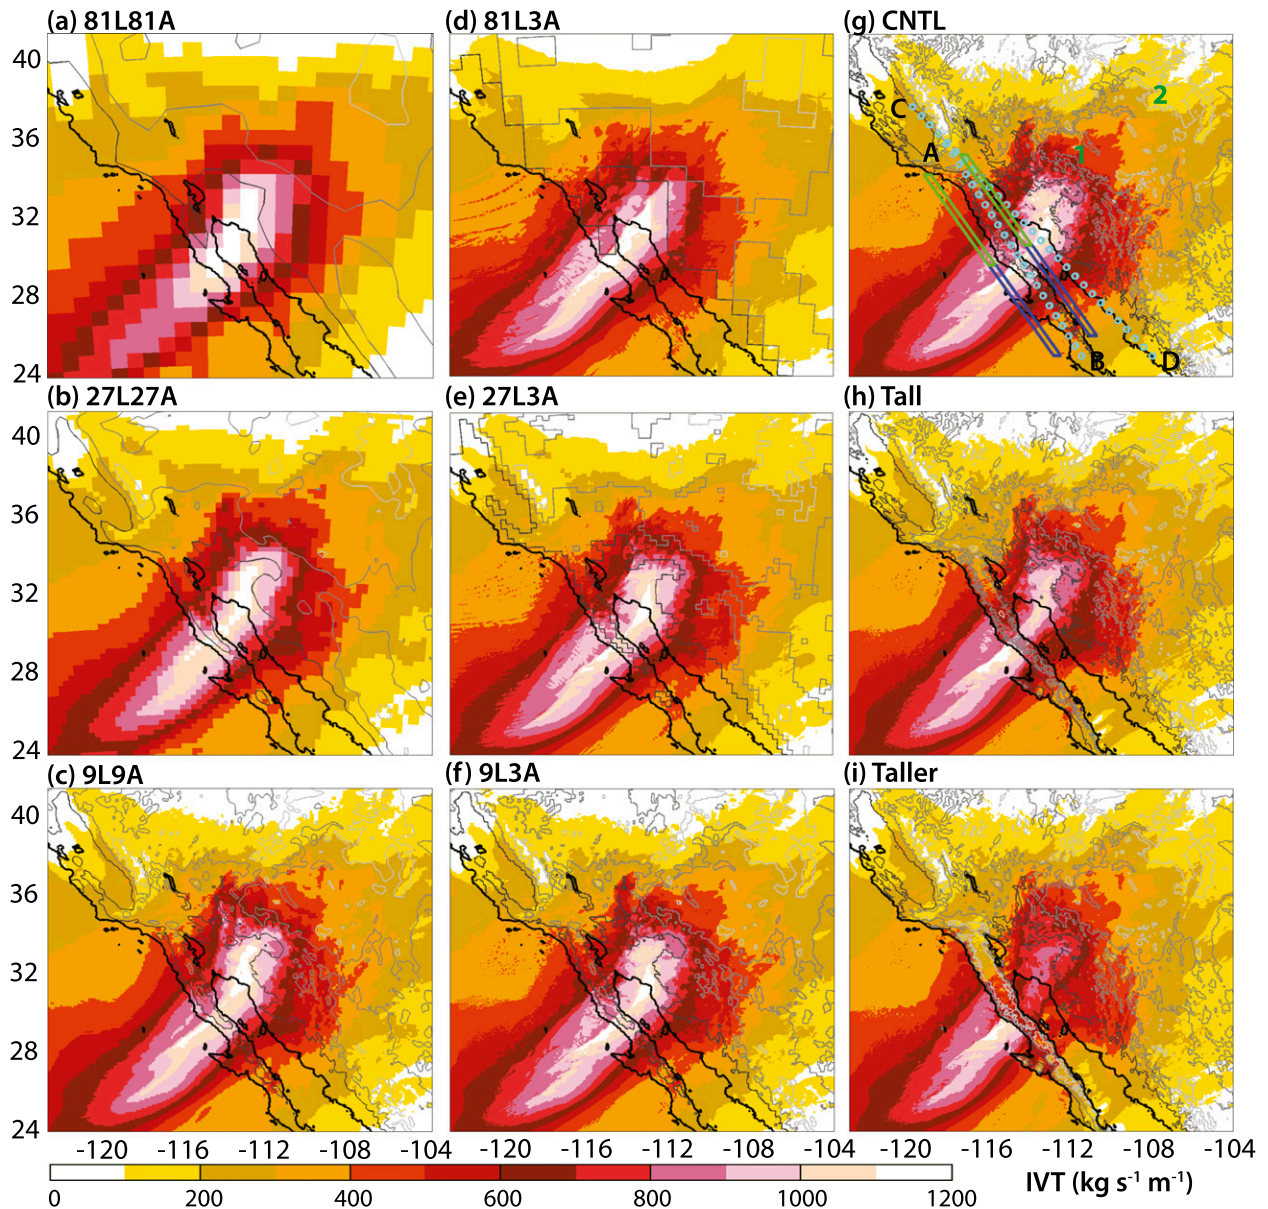 (a) 81L81A
(d) 81L3A
(g) CNTL
40
36
32
28
24
C
A
B
D
1
2
(b) 27L27A
(e) 27L3A
(h) Tall
40
36
32
28
24
(c) 9L9A
(f) 9L3A
(i) Taller
40
36
32
28
24
-120 -116 -112 -108 -104 -120 -116 -112 -108 -104 -120 -116 -112 -108 -104
0 200 400 600 800 1000 1200
IVT (kg s⁻¹ m⁻¹)